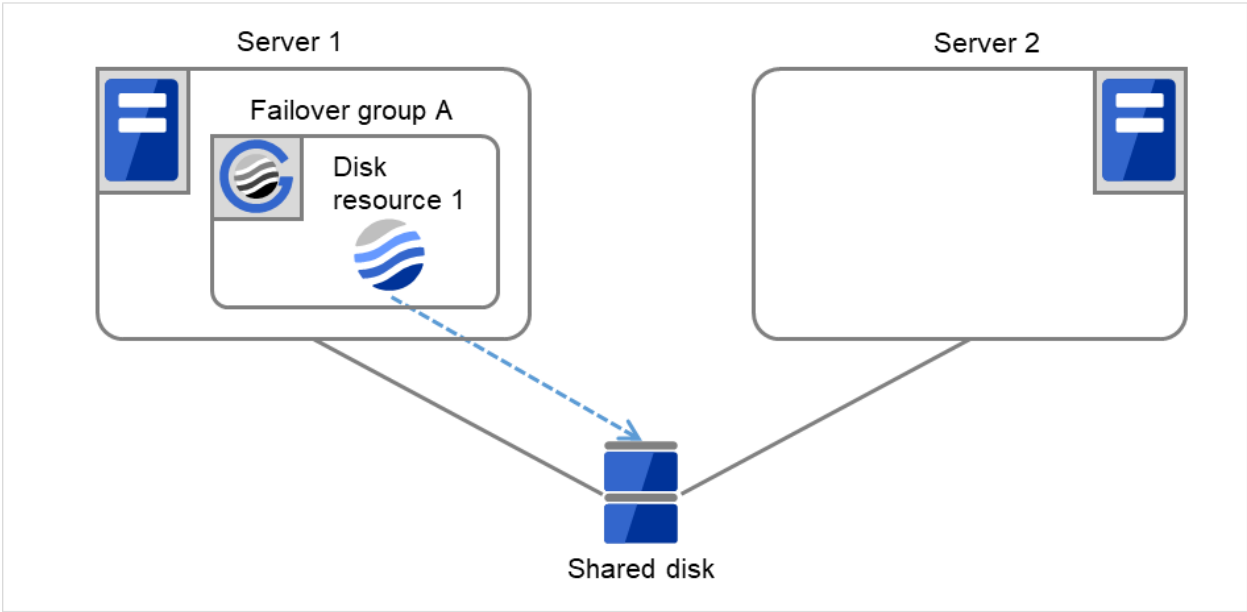 Server 1
Server 2
Failover group A
Disk
resource 1
Shared disk